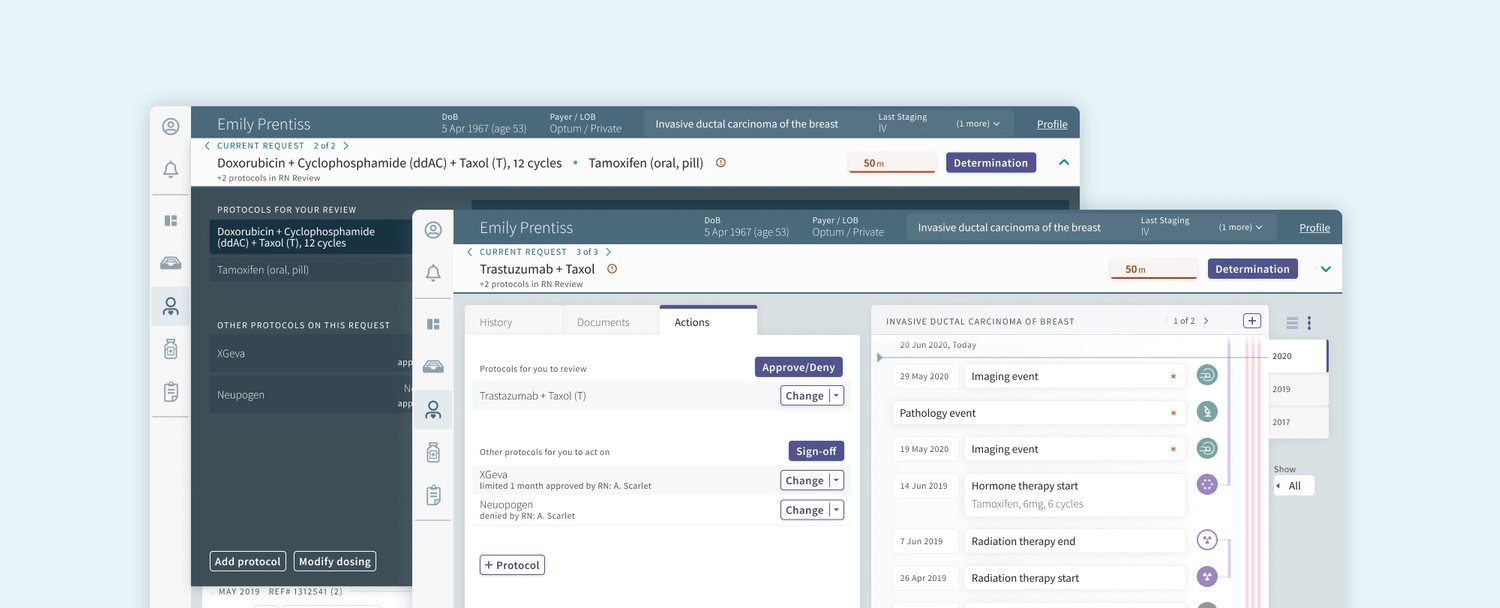 Emily Prentiss
DoB
5 Apr 1967 (age 53)
Payer / LOB
Optum / Private
Invasive ductal carcinoma of the breast
Last Staging
IV
(1 more)
Profile
CURRENT REQUEST 2 of 2
Doxorubicin + Cyclophosphamide (ddAC) + Taxol (T), 12 cycles • Tamoxifen (oral, pill)
+2 protocols in RN Review
50 m
Determination
PROTOCOLS FOR YOUR REVIEW
Doxorubicin + Cyclophosphamide
(ddAC) + Taxol (T), 12 cycles
Tamoxifen (oral, pill)
OTHER PROTOCOLS ON THIS REQUEST
XGeva
app
Neupogen
Ne
app
Add protocol
Modify dosing
MAY 2019 REF# 1312541 (2)
Emily Prentiss
DoB
5 Apr 1967 (age 53)
Payer / LOB
Optum / Private
Invasive ductal carcinoma of the breast
Last Staging
IV
(1 more)
Profile
CURRENT REQUEST 3 of 3
Trastuzumab + Taxol
+2 protocols in RN Review
50 m
Determination
History
Documents
Actions
Protocols for you to review
Approve/Deny
Trastazumab + Taxol (T)
Change
Other protocols for you to act on
Sign-off
XGeva
limited 1 month approved by RN: A. Scarlet
Change
Neuopogen
denied by RN: A. Scarlet
Change
+ Protocol
INVASIVE DUCTAL CARCINOMA OF BREAST
1 of 2
+
20 Jun 2020, Today
29 May 2020
Imaging event *
Pathology event *
19 May 2020
Imaging event *
14 Jun 2019
Hormone therapy start
Tamoxifen, 6mg, 6 cycles
7 Jun 2019
Radiation therapy end
26 Apr 2019
Radiation therapy start
2020
2019
2017
Show
All